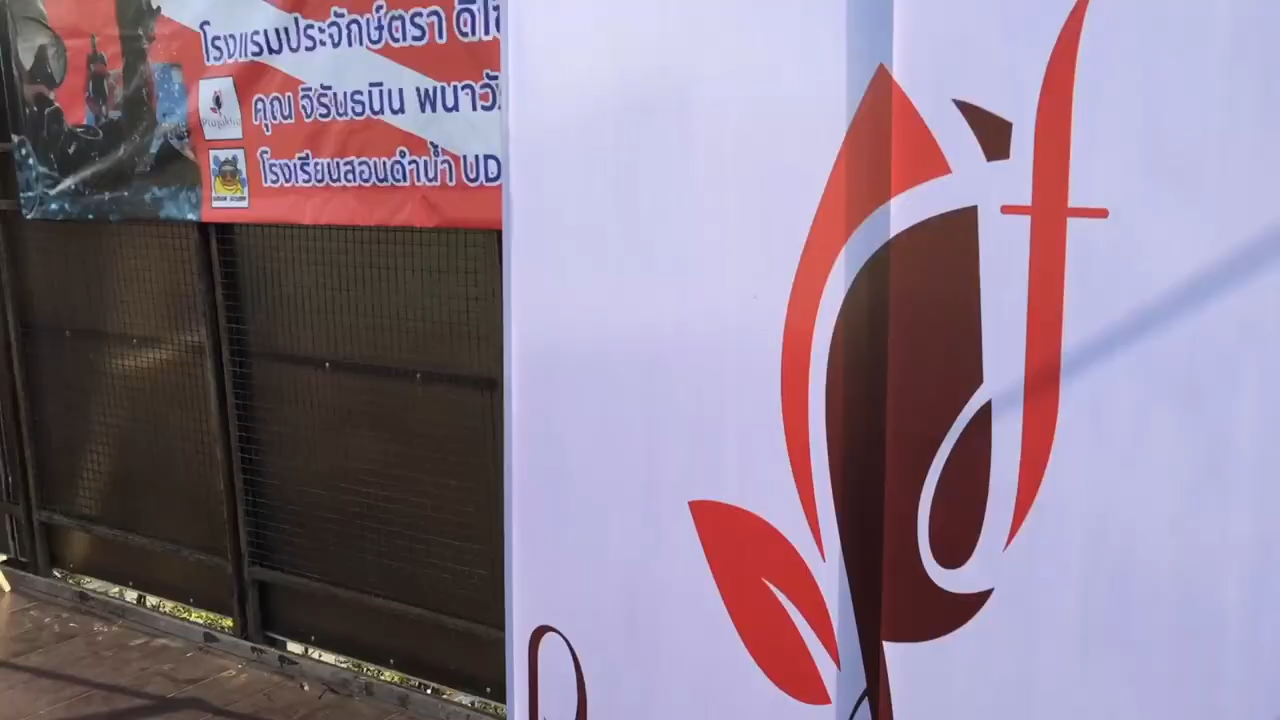 โรงแรมประจักษ์ตรา ดีไซ
คุณ จิรันธนิน พนาวั
โรงเรียนสอนดำน้ำ UD
P